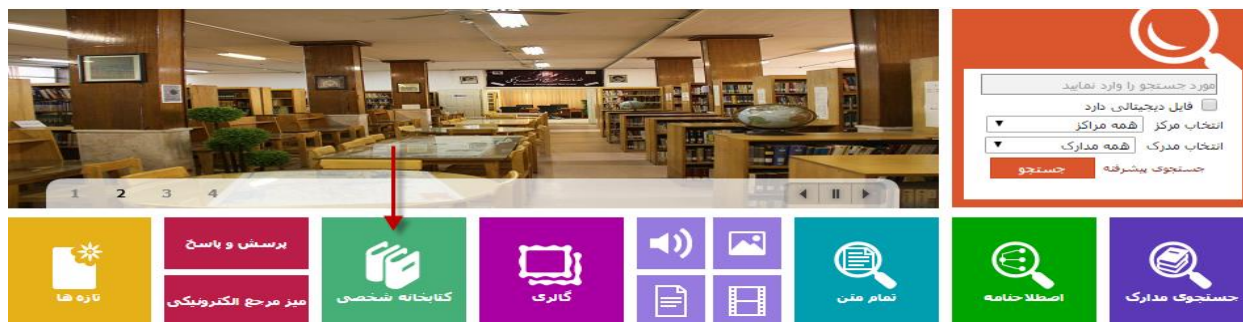 مورد جستجو را وارد نمایید
فایل دیجیتالی دارد
انتخاب مرکز همه مراکز
انتخاب مدرک همه مدارک
جستجوی پیشرفته جستجو
1 2 3 4
جستجوی مدارک
اصطلاحنامه
تمام متن
گالری
کتابخانه شخصی
پرسش و پاسخ
میز مرجع الکترونیکی
تازه ها